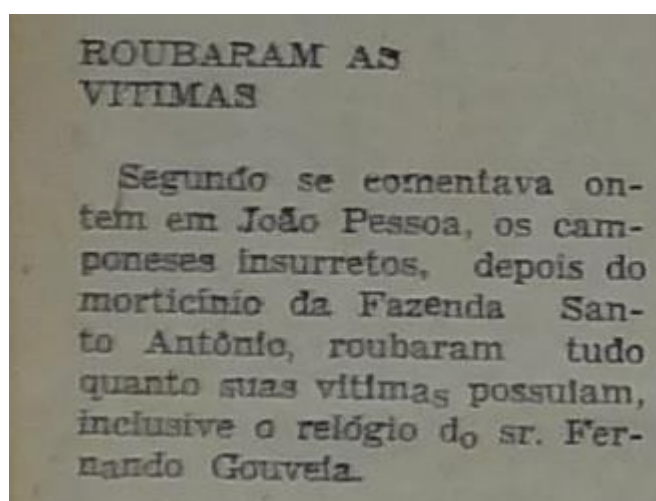 ROUBARAM AS
VITIMAS
Segundo se comentava on-
tem em João Pessoa, os cam-
poneses insurretos, depois do
morticínio da Fazenda San-
to Antônio, roubaram tudo
quanto suas vitimas possuiam,
inclusive o relógio do sr. Fer-
nando Gouveia.